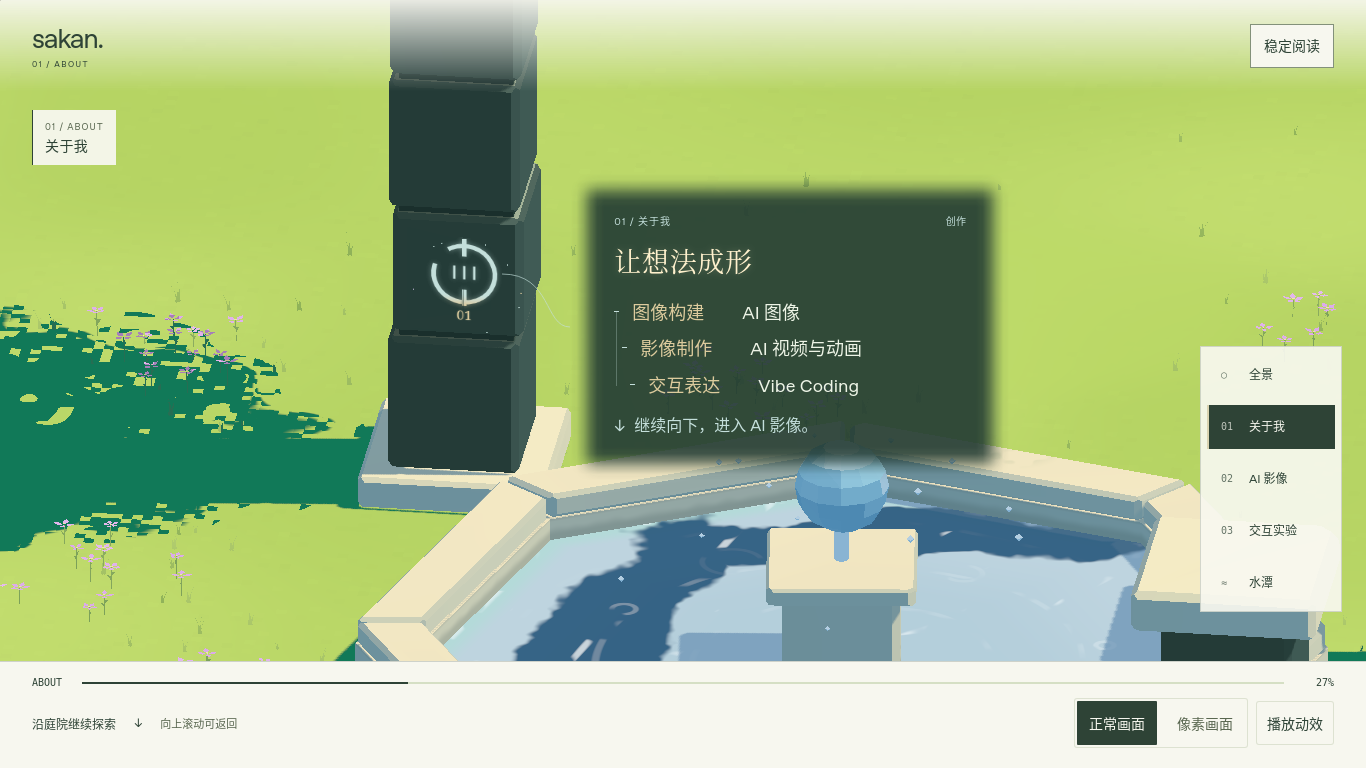 sakan.
01 / ABOUT
稳定阅读
01 / ABOUT
关于我
01
01 / 关于我
创作
让想法成形
图像构建 AI 图像
影像制作 AI 视频与动画
交互表达 Vibe Coding
↓ 继续向下，进入 AI 影像。
○ 全景
01 关于我
02 AI 影像
03 交互实验
≈ 水潭
ABOUT
27%
沿庭院继续探索 ↓ 向上滚动可返回
正常画面
像素画面
播放动效